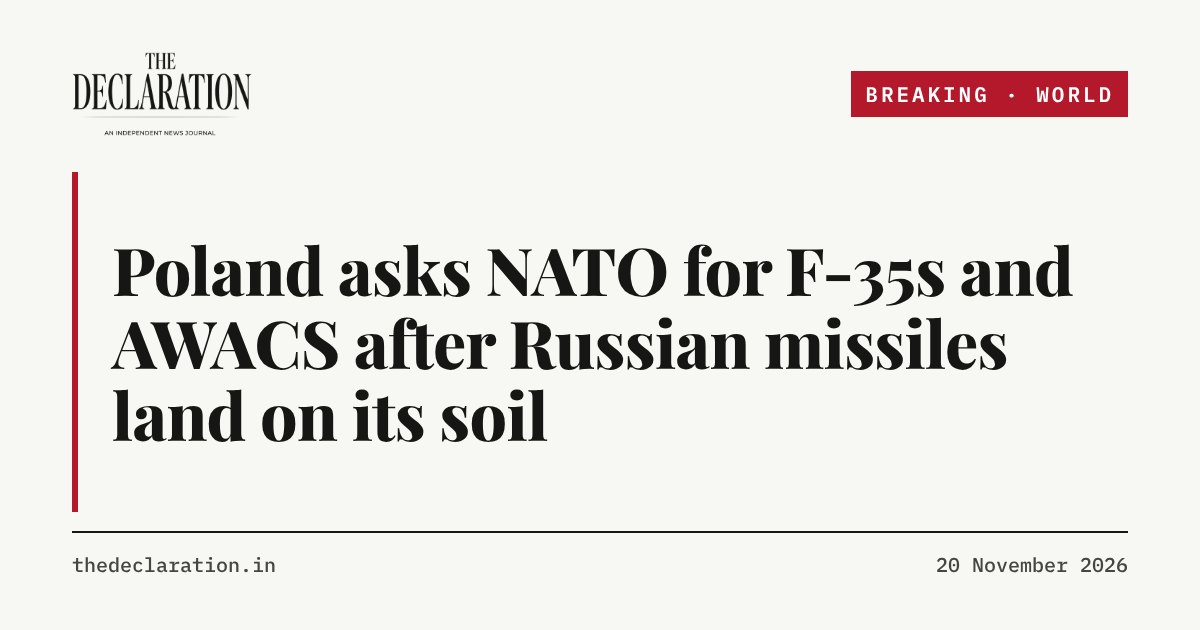 THE
DECLARATION
AN INDEPENDENT NEWS JOURNAL
BREAKING · WORLD
Poland asks NATO for F-35s and
AWACS after Russian missiles
land on its soil
thedeclaration.in
20 November 2026